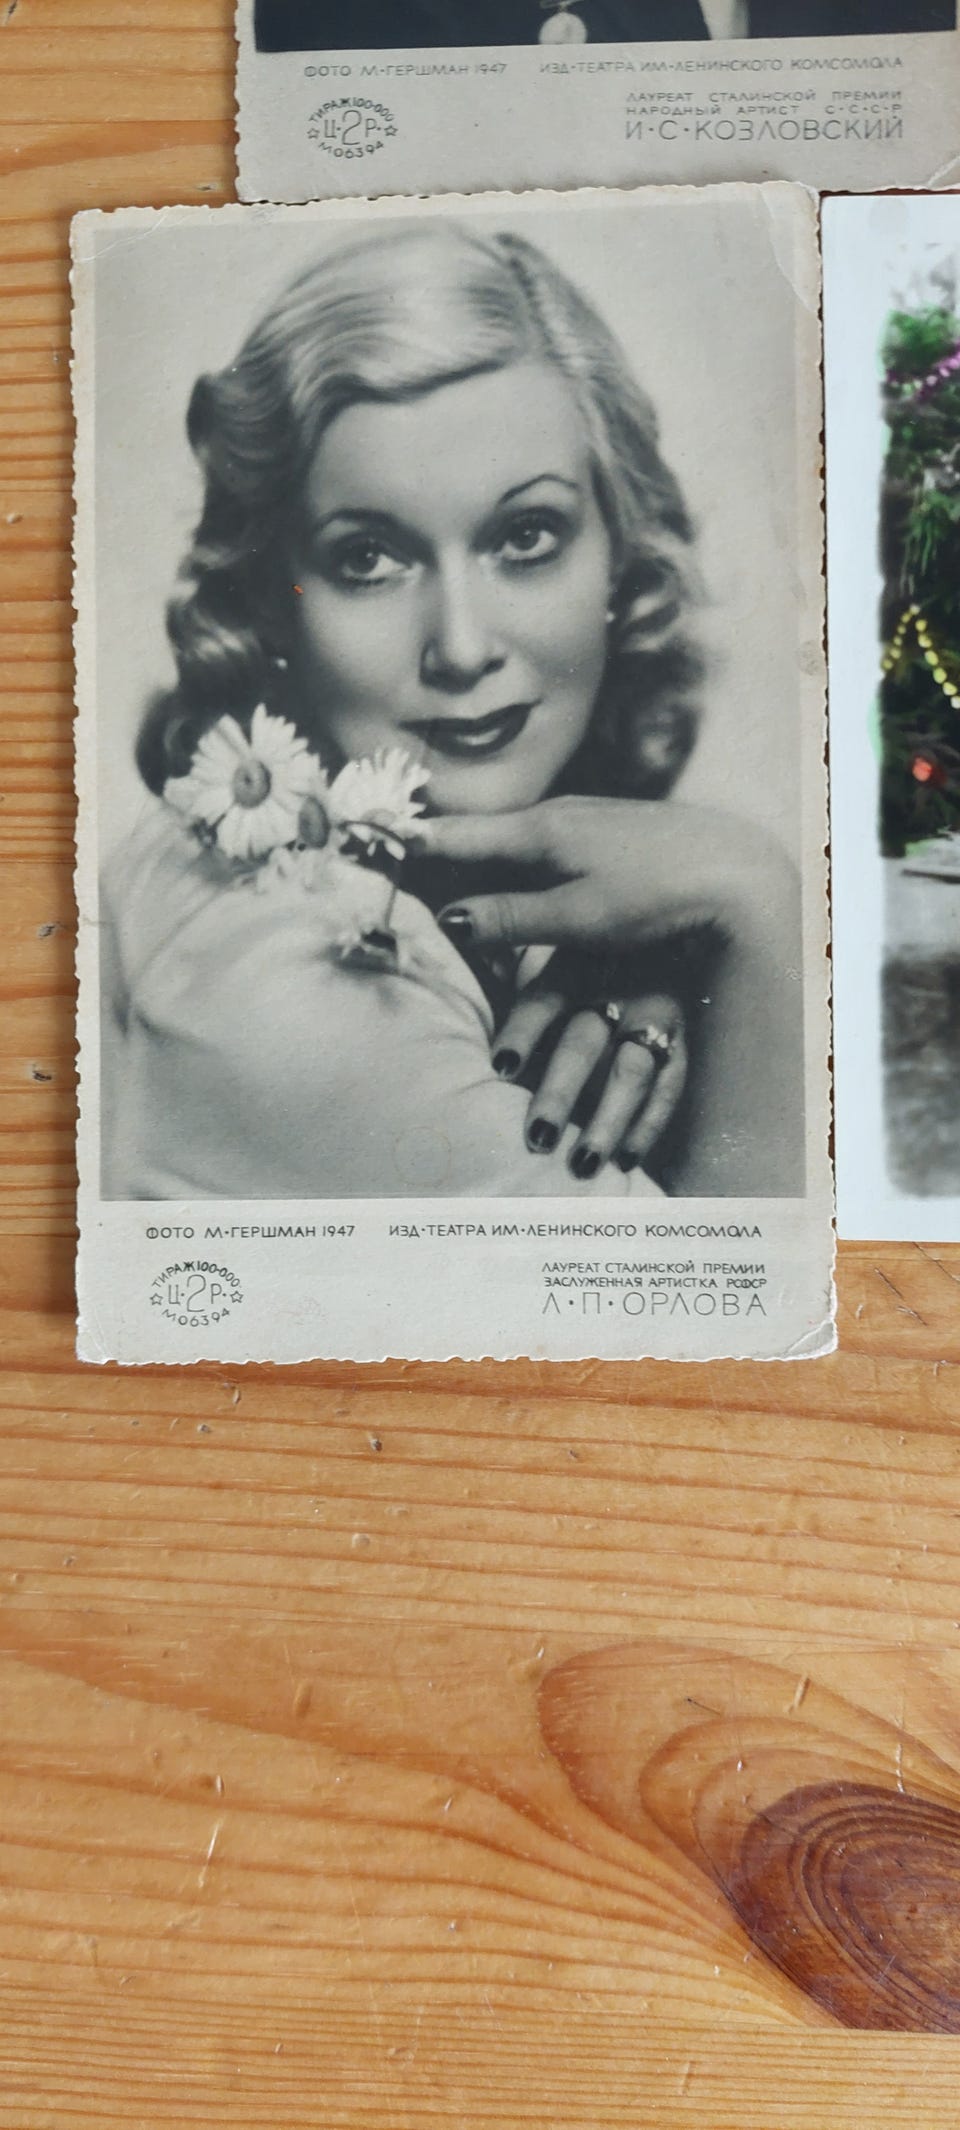 ФОТО М·ГЕРШМАН 1947 ИЗД·ТЕАТРА ИМ·ЛЕНИНСКОГО КОМСОМОЛА
ТИРАЖ 100·000
Ц·2Р·
М06394
ЛАУРЕАТ СТАЛИНСКОЙ ПРЕМИИ
НАРОДНЫЙ АРТИСТ С·С·С·Р
И·С·КОЗЛОВСКИЙ
ФОТО М·ГЕРШМАН 1947 ИЗД·ТЕАТРА ИМ·ЛЕНИНСКОГО КОМСОМОЛА
ТИРАЖ 100·000
Ц·2Р·
М06394
ЛАУРЕАТ СТАЛИНСКОЙ ПРЕМИИ
ЗАСЛУЖЕННАЯ АРТИСТКА РСФСР
Л·П·ОРЛОВА